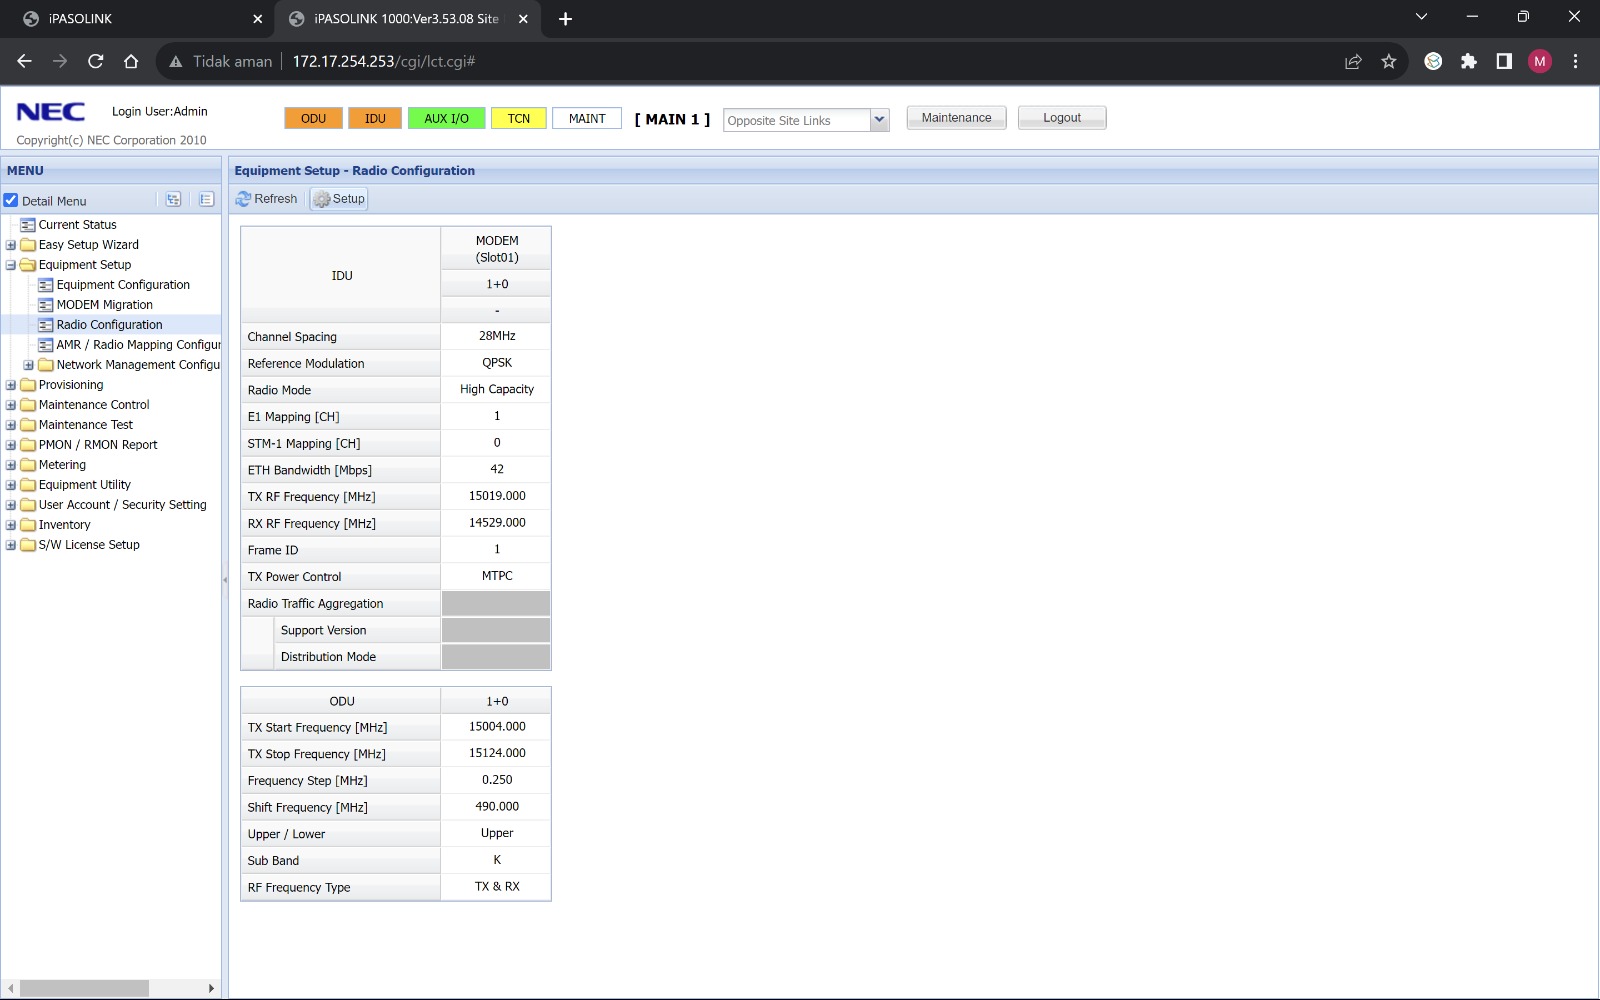 iPASOLINK
iPASOLINK 1000:Ver3.53.08 Site
Tidak aman
172.17.254.253/cgi/lct.cgi#
M
NEC
Login User:Admin
Copyright(c) NEC Corporation 2010
ODU
IDU
AUX I/O
TCN
MAINT
[ MAIN 1 ]
Opposite Site Links
Maintenance
Logout
MENU
Detail Menu
Current Status
Easy Setup Wizard
Equipment Setup
Equipment Configuration
MODEM Migration
Radio Configuration
AMR / Radio Mapping Configur
Network Management Configu
Provisioning
Maintenance Control
Maintenance Test
PMON / RMON Report
Metering
Equipment Utility
User Account / Security Setting
Inventory
S/W License Setup
Equipment Setup - Radio Configuration
Refresh
Setup
IDU
MODEM
(Slot01)
1+0
-
Channel Spacing 28MHz
Reference Modulation QPSK
Radio Mode High Capacity
E1 Mapping [CH] 1
STM-1 Mapping [CH] 0
ETH Bandwidth [Mbps] 42
TX RF Frequency [MHz] 15019.000
RX RF Frequency [MHz] 14529.000
Frame ID 1
TX Power Control MTPC
Radio Traffic Aggregation
Support Version
Distribution Mode
ODU 1+0
TX Start Frequency [MHz] 15004.000
TX Stop Frequency [MHz] 15124.000
Frequency Step [MHz] 0.250
Shift Frequency [MHz] 490.000
Upper / Lower Upper
Sub Band K
RF Frequency Type TX & RX